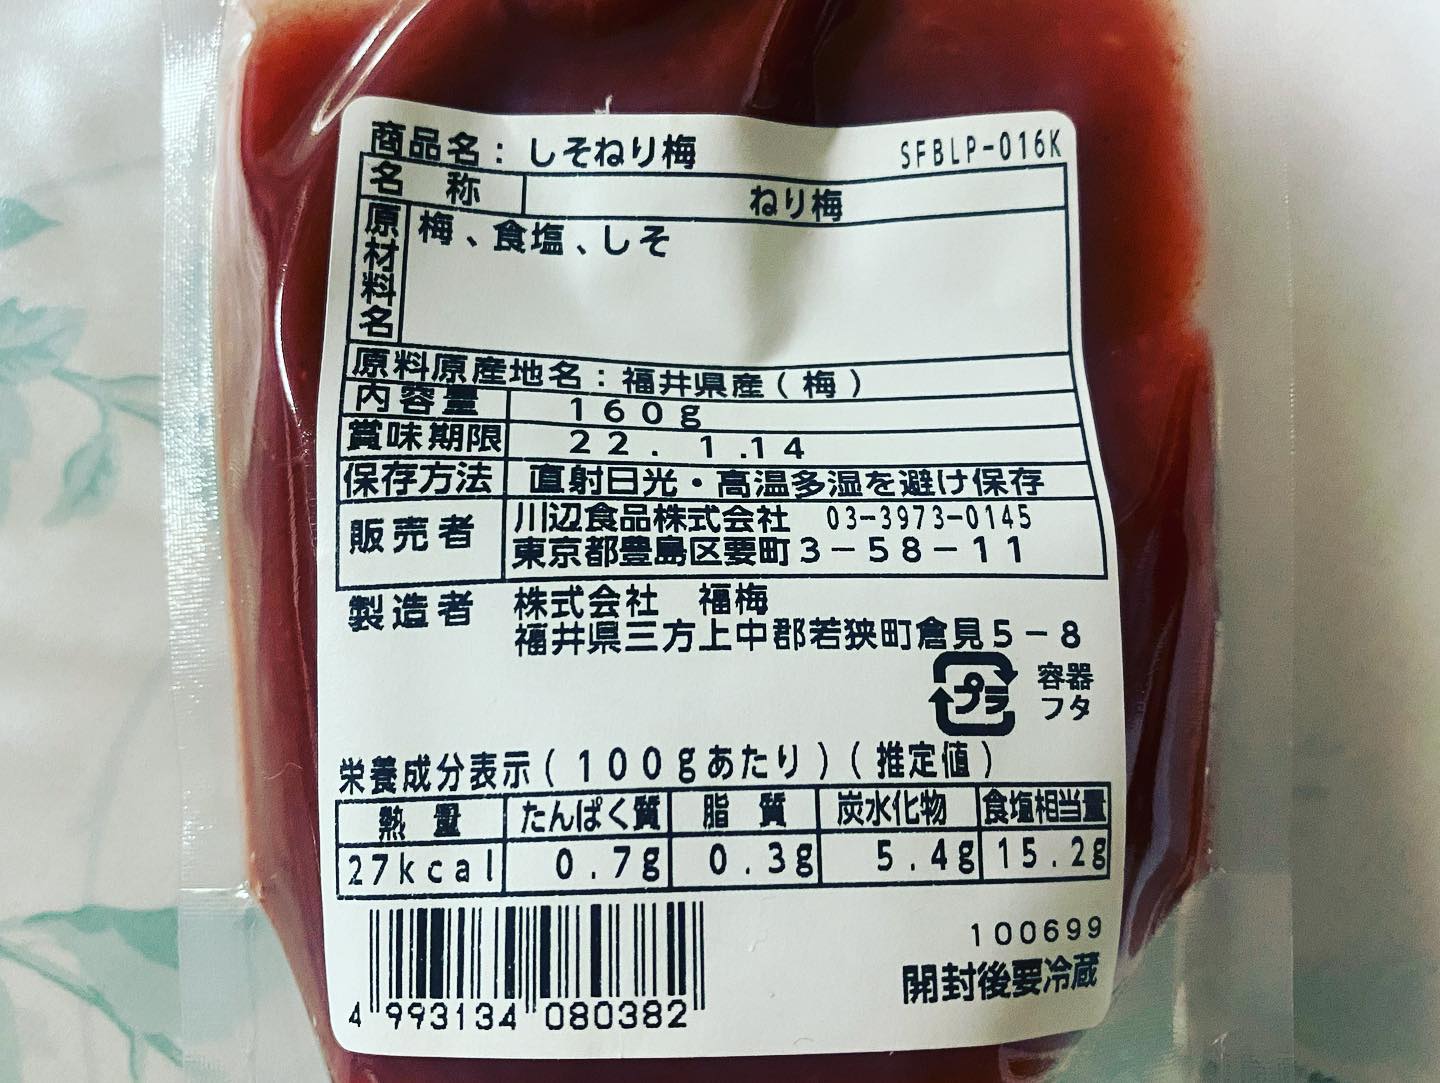 商品名：しそねり梅 SFBLP-016K
名称 ねり梅
原材料名 梅、食塩、しそ
原料原産地名：福井県産(梅)
内容量 160g
賞味期限 22. 1.14
保存方法 直射日光・高温多湿を避け保存
販売者 川辺食品株式会社 03-3973-0145
東京都豊島区要町3-58-11
製造者 株式会社 福梅
福井県三方上中郡若狭町倉見5-8
プラ 容器
フタ
栄養成分表示(100gあたり)(推定値)
熱量 たんぱく質 脂質 炭水化物 食塩相当量
27kcal 0.7g 0.3g 5.4g 15.2g
100699
開封後要冷蔵
4 993134 080382